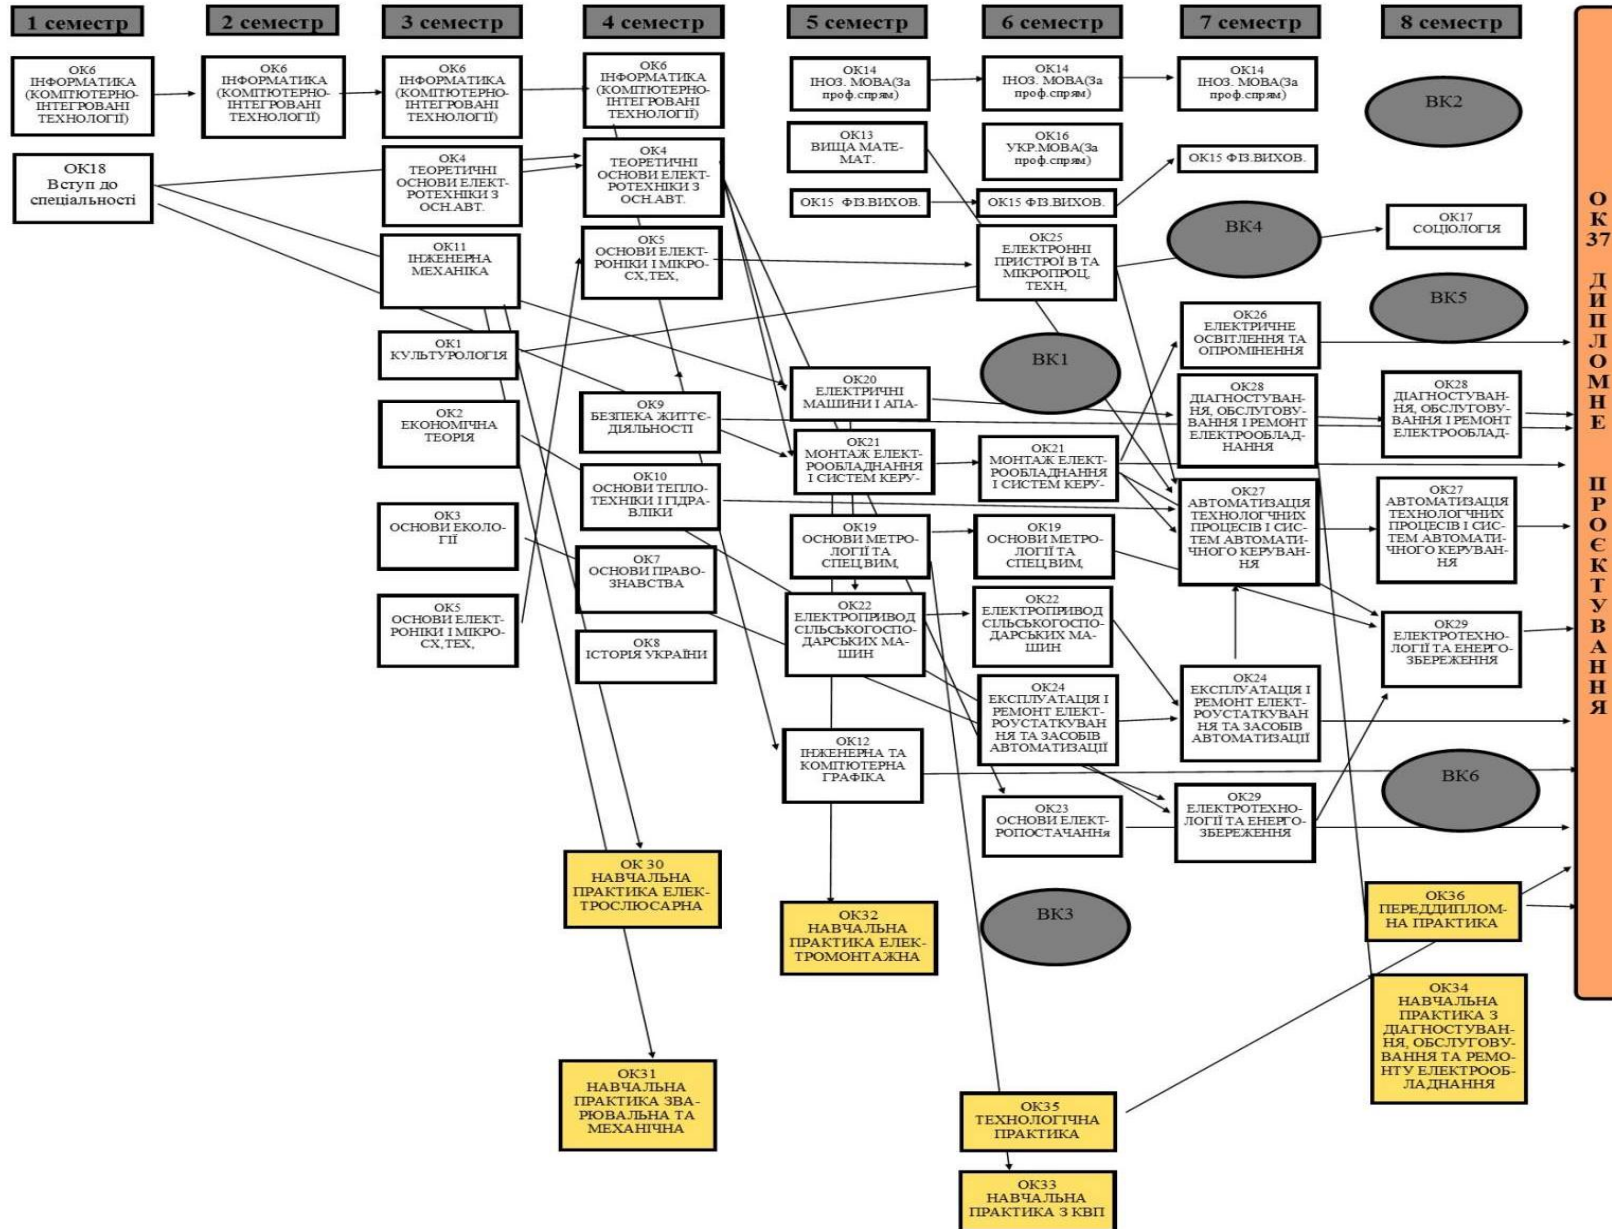 1 семестр
2 семестр
3 семестр
4 семестр
5 семестр
6 семестр
7 семестр
8 семестр
ОК6
ІНФОРМАТИКА
(КОМП'ЮТЕРНО-
ІНТЕГРОВАНІ
ТЕХНОЛОГІЇ)
ОК18
Вступ до
спеціальності
ОК6
ІНФОРМАТИКА
(КОМП'ЮТЕРНО-
ІНТЕГРОВАНІ
ТЕХНОЛОГІЇ)
ОК6
ІНФОРМАТИКА
(КОМП'ЮТЕРНО-
ІНТЕГРОВАНІ
ТЕХНОЛОГІЇ)
ОК4
ТЕОРЕТИЧНІ
ОСНОВИ ЕЛЕКТ-
РОТЕХНІКИ З
ОСН.АВТ.
ОК11
ІНЖЕНЕРНА
МЕХАНІКА
ОК1
КУЛЬТУРОЛОГІЯ
ОК2
ЕКОНОМІЧНА
ТЕОРІЯ
ОК3
ОСНОВИ ЕКОЛО-
ГІЇ
ОК5
ОСНОВИ ЕЛЕКТ-
РОНІКИ І МІКРО-
СХ,ТЕХ,
ОК6
ІНФОРМАТИКА
(КОМП'ЮТЕРНО-
ІНТЕГРОВАНІ
ТЕХНОЛОГІЇ)
ОК4
ТЕОРЕТИЧНІ
ОСНОВИ ЕЛЕКТ-
РОТЕХНІКИ З
ОСН.АВТ.
ОК5
ОСНОВИ ЕЛЕКТ-
РОНІКИ І МІКРО-
СХ,ТЕХ,
ОК9
БЕЗПЕКА ЖИТТЄ-
ДІЯЛЬНОСТІ
ОК10
ОСНОВИ ТЕПЛО-
ТЕХНІКИ І ГІДРА-
ВЛІКИ
ОК7
ОСНОВИ ПРАВО-
ЗНАВСТВА
ОК8
ІСТОРІЯ УКРАЇНИ
ОК 30
НАВЧАЛЬНА
ПРАКТИКА ЕЛЕК-
ТРОСЛЮСАРНА
ОК31
НАВЧАЛЬНА
ПРАКТИКА ЗВА-
РЮВАЛЬНА ТА
МЕХАНІЧНА
ОК14
ІНОЗ. МОВА(За
проф.спрям)
ОК13
ВИЩА МАТЕ-
МАТ.
ОК15 ФІЗ.ВИХОВ.
ОК20
ЕЛЕКТРИЧНІ
МАШИНИ І АПА-
ОК21
МОНТАЖ ЕЛЕКТ-
РООБЛАДНАННЯ
І СИСТЕМ КЕРУ-
ОК19
ОСНОВИ МЕТРО-
ЛОГІЇ ТА
СПЕЦ,ВИМ,
ОК22
ЕЛЕКТРОПРИВОД
СІЛЬСЬКОГОСПО-
ДАРСЬКИХ МА-
ШИН
ОК12
ІНЖЕНЕРНА ТА
КОМП'ЮТЕРНА
ГРАФІКА
ОК32
НАВЧАЛЬНА
ПРАКТИКА ЕЛЕК-
ТРОМОНТАЖНА
ОК14
ІНОЗ. МОВА(За
проф.спрям)
ОК16
УКР.МОВА(За
проф.спрям)
ОК15 ФІЗ.ВИХОВ.
ОК25
ЕЛЕКТРОННІ
ПРИСТРОЇ В ТА
МІКРОПРОЦ,
ТЕХН,
ВК1
ОК21
МОНТАЖ ЕЛЕКТ-
РООБЛАДНАННЯ
І СИСТЕМ КЕРУ-
ОК19
ОСНОВИ МЕТРО-
ЛОГІЇ ТА
СПЕЦ,ВИМ,
ОК22
ЕЛЕКТРОПРИВОД
СІЛЬСЬКОГОСПО-
ДАРСЬКИХ МА-
ШИН
ОК24
ЕКСПЛУАТАЦІЯ І
РЕМОНТ ЕЛЕКТ-
РОУСТАТКУВАН
НЯ ТА ЗАСОБІВ
АВТОМАТИЗАЦІЇ
ОК23
ОСНОВИ ЕЛЕКТ-
РОПОСТАЧАННя
ВК3
ОК35
ТЕХНОЛОГІЧНА
ПРАКТИКА
ОК33
НАВЧАЛЬНА
ПРАКТИКА З КВП
ОК14
ІНОЗ. МОВА(За
проф.спрям)
ОК15 ФІЗ.ВИХОВ.
ВК4
ОК26
ЕЛЕКТРИЧНЕ
ОСВІТЛЕННЯ ТА
ОПРОМІНЕННЯ
ОК28
ДІАГНОСТУВАН-
НЯ, ОБСЛУГОВУ-
ВАННЯ І РЕМОНТ
ЕЛЕКТРООБЛАД-
НАННЯ
ОК27
АВТОМАТИЗАЦІЯ
ТЕХНОЛОГЧНИХ
ПРОЦЕСІВ І СИС-
ТЕМ АВТОМАТИ-
ЧНОГО КЕРУВАН-
НЯ
ОК24
ЕКСПЛУАТАЦІЯ І
РЕМОНТ ЕЛЕКТ-
РОУСТАТКУВАН
НЯ ТА ЗАСОБІВ
АВТОМАТИЗАЦІЇ
ОК29
ЕЛЕКТРОТЕХНО-
ЛОГІЇ ТА ЕНЕРГО-
ЗБЕРЕЖЕННЯ
ВК2
ОК17
СОЦІОЛОГІЯ
ВК5
ОК28
ДІАГНОСТУВАН-
НЯ, ОБСЛУГОВУ-
ВАННЯ І РЕМОНТ
ЕЛЕКТРООБЛАД-
ОК27
АВТОМАТИЗАЦІЯ
ТЕХНОЛОГЧНИХ
ПРОЦЕСІВ І СИС-
ТЕМ АВТОМАТИ-
ЧНОГО КЕРУВАН-
НЯ
ОК29
ЕЛЕКТРОТЕХНО-
ЛОГІЇ ТА ЕНЕРГО-
ЗБЕРЕЖЕННЯ
ВК6
ОК36
ПЕРЕДДИПЛОМ-
НА ПРАКТИКА
ОК34
НАВЧАЛЬНА
ПРАКТИКА З
ДІАГНОСТУВАН-
НЯ, ОБСЛУГОВУ-
ВАННЯ ТА РЕМО-
НТУ ЕЛЕКТРООБ-
ЛАДНАННЯ
ОК 37 ДИПЛОМНЕ ПРОЄКТУВАННЯ